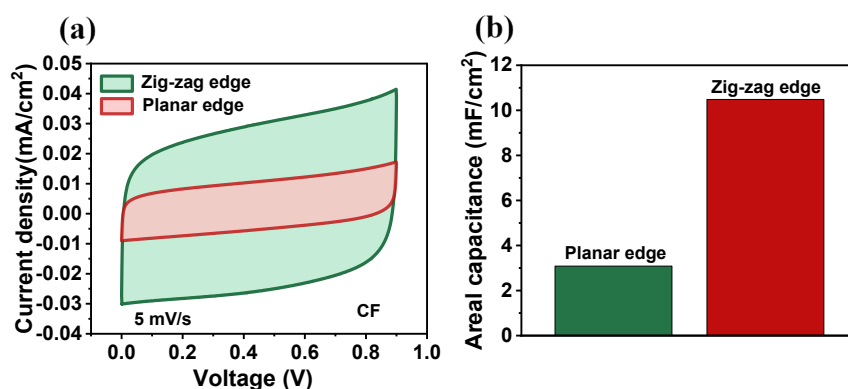 (a)
Current density(mA/cm²)
0.05
0.04
0.03
0.02
0.01
0.00
-0.01
-0.02
-0.03
-0.04
Zig-zag edge
Planar edge
5 mV/s
CF
0.0 0.2 0.4 0.6 0.8 1.0
Voltage (V)
(b)
Areal capacitance (mF/cm²)
12
10
8
6
4
2
0
Zig-zag edge
Planar edge